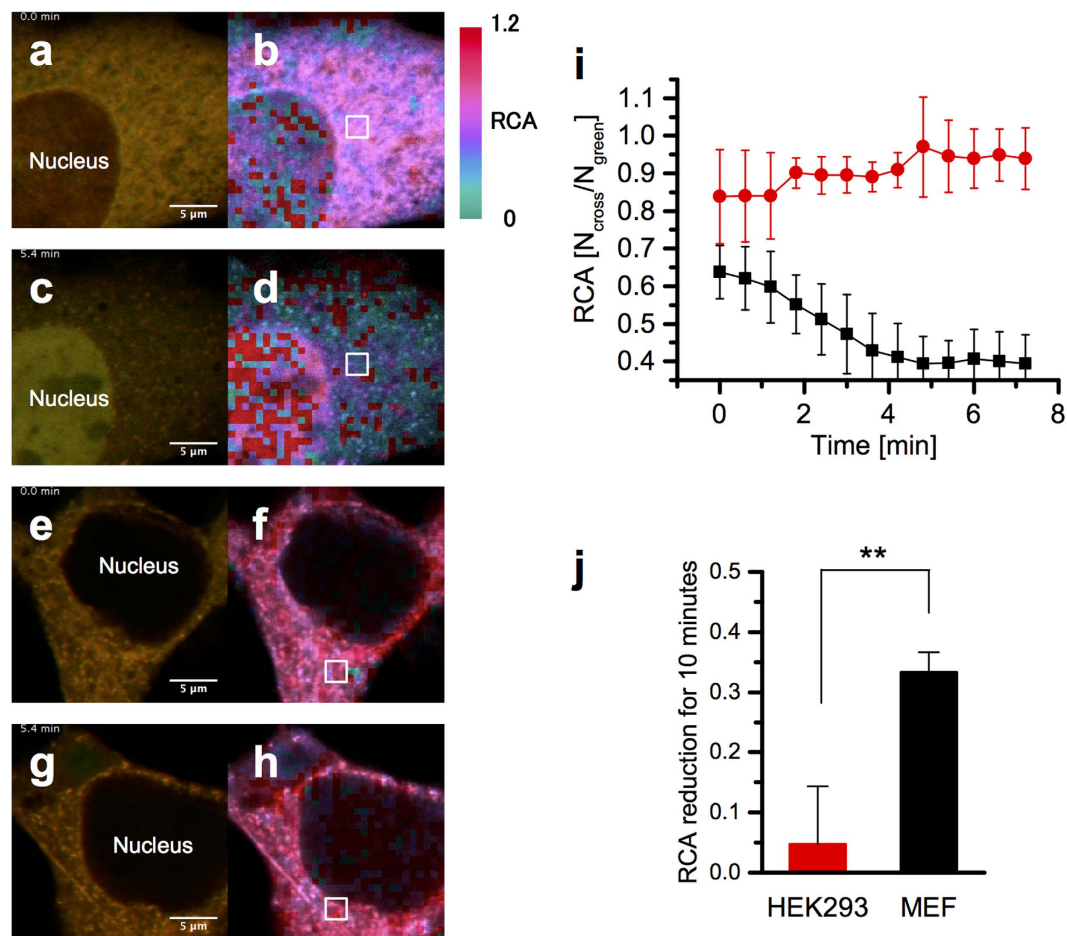 0.0 min
a
Nucleus
5 μm
b
1.2
RCA
0
5.4 min
c
Nucleus
5 μm
d
0.0 min
e
Nucleus
5 μm
f
5.4 min
g
Nucleus
5 μm
h
i
RCA [N_cross/N_green]
1.1
1.0
0.9
0.8
0.7
0.6
0.5
0.4
0 2 4 6 8
Time [min]
j
RCA reduction for 10 minutes
**
0.5
0.4
0.3
0.2
0.1
0.0
HEK293 MEF